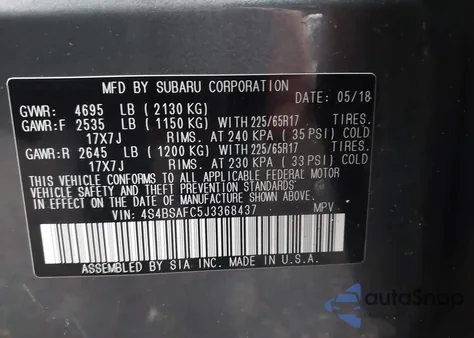 MFD BY SUBARU CORPORATION
GVWR: 4695 LB (2130 KG) DATE: 05/18
GAWR:F 2535 LB (1150 KG) WITH 225/65R17 TIRES.
17X7J RIMS. AT 240 KPA (35 PSI) COLD
GAWR:R 2645 LB (1200 KG) WITH 225/65R17 TIRES.
17X7J RIMS. AT 230 KPA (33 PSI) COLD
THIS VEHICLE CONFORMS TO ALL APPLICABLE FEDERAL MOTOR
VEHICLE SAFETY AND THEFT PREVENTION STANDARDS
IN EFFECT ON THE DATE OF MANUFACTURE SHOWN ABOVE.
VIN: 4S4BSAFC5J3368437 MPV
ASSEMBLED BY SIA INC. MADE IN U.S.A.
autoSnap